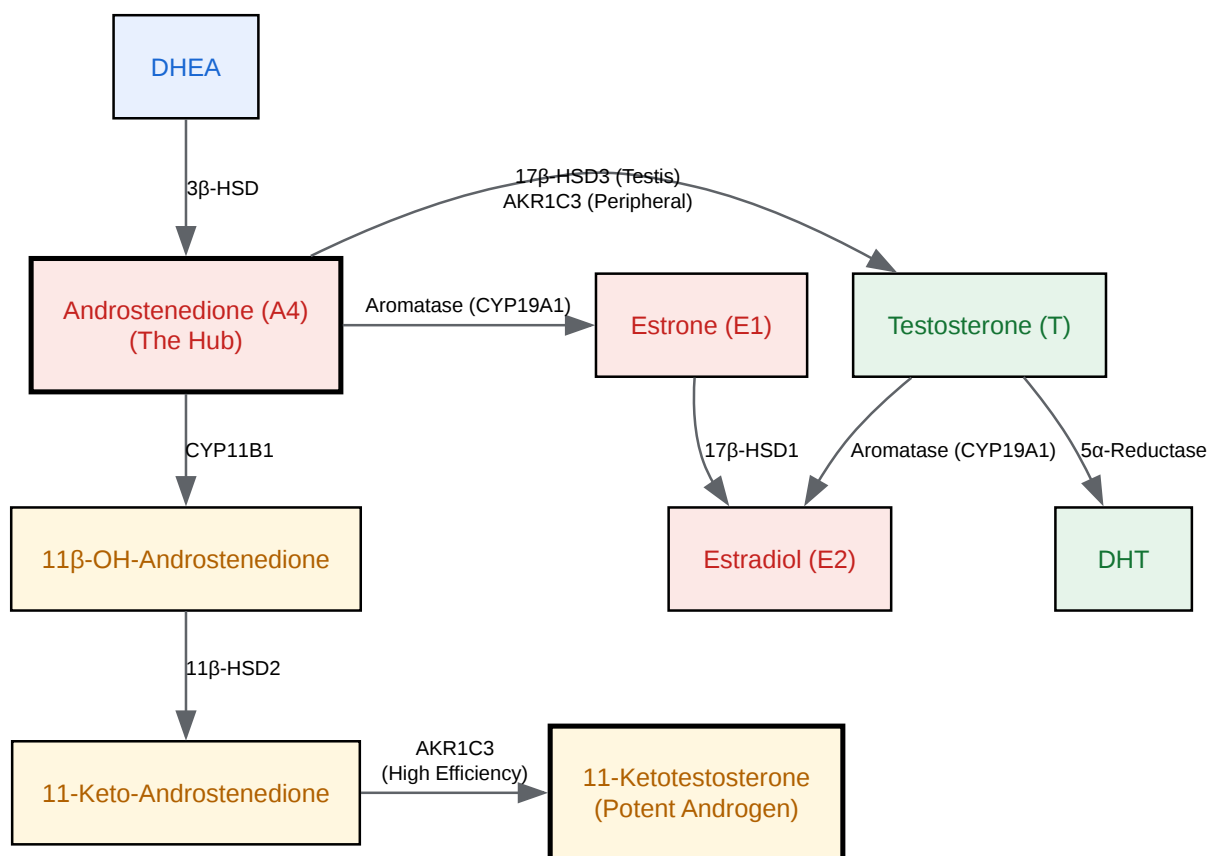 DHEA
3β-HSD
17β-HSD3 (Testis)
AKR1C3 (Peripheral)
Androstenedione (A4)
(The Hub)
Aromatase (CYP19A1)
Estrone (E1)
Testosterone (T)
CYP11B1
17β-HSD1
Aromatase (CYP19A1)
5α-Reductase
11β-OH-Androstenedione
Estradiol (E2)
DHT
11β-HSD2
11-Keto-Androstenedione
AKR1C3
(High Efficiency)
11-Ketotestosterone
(Potent Androgen)